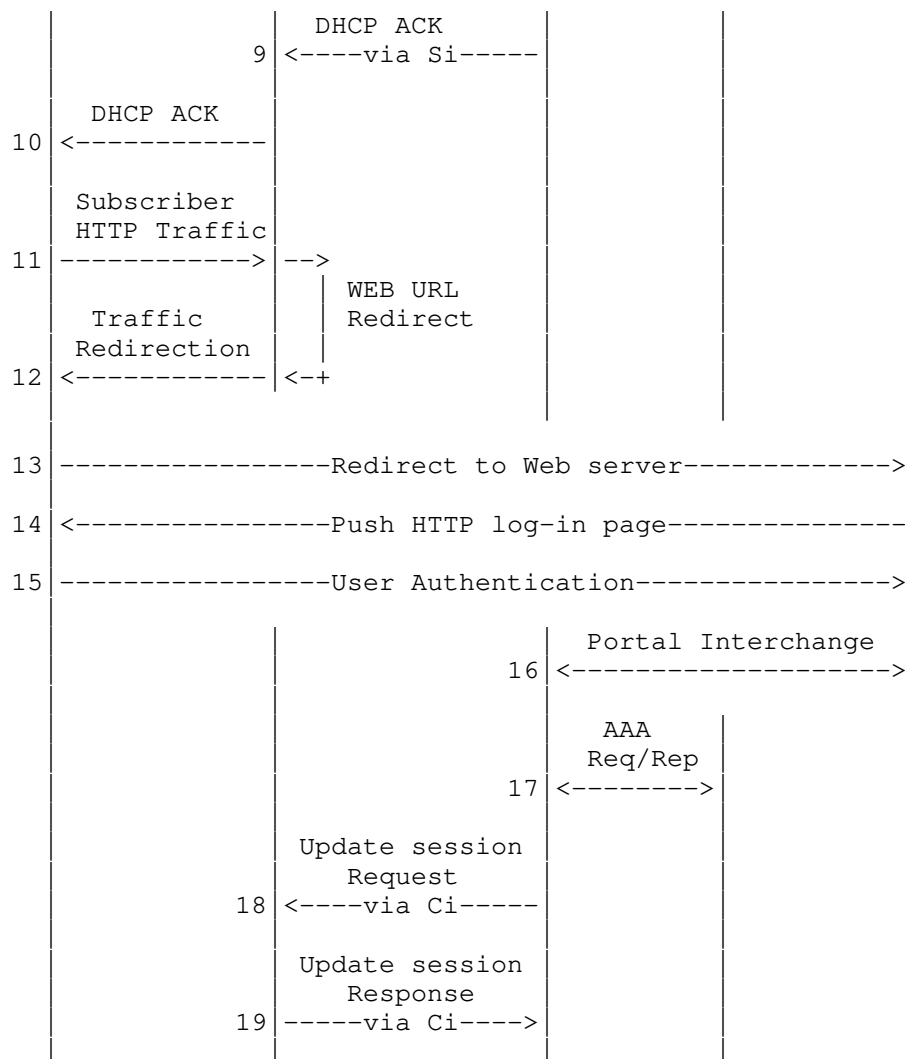 DHCP ACK
9 <----via Si-----
DHCP ACK
10 <------------
Subscriber
HTTP Traffic
11 ------------> -->
WEB URL
Traffic Redirect
Redirection
12 <------------ <-+
13 -----------------Redirect to Web server------------->
14 <----------------Push HTTP log-in page---------------
15 -----------------User Authentication---------------->
Portal Interchange
16 <-------------------->
AAA
Req/Rep
17 <-------->
Update session
Request
18 <----via Ci-----
Update session
Response
19 -----via Ci---->